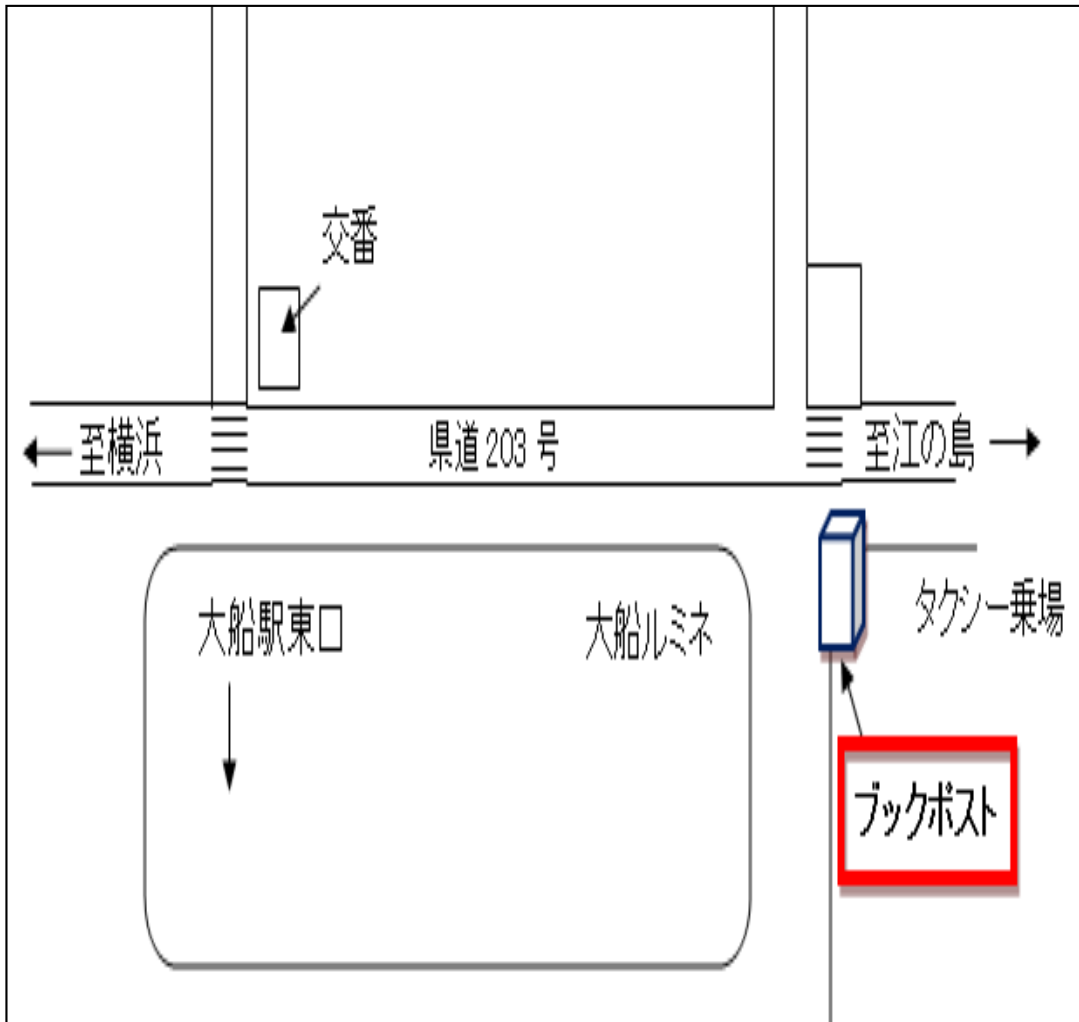 交番
至横浜
県道203号
至江の島
大船駅東口
大船ルミネ
タクシー乗場
ブックポスト